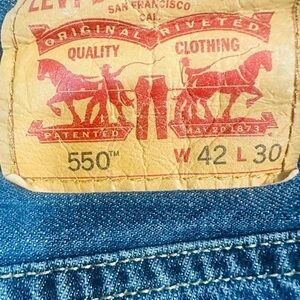 SAN FRANCISCO
CAL.
ORIGINAL RIVETED
QUALITY CLOTHING
PATENTED MAY 20 1873
550™ W 42 L 30